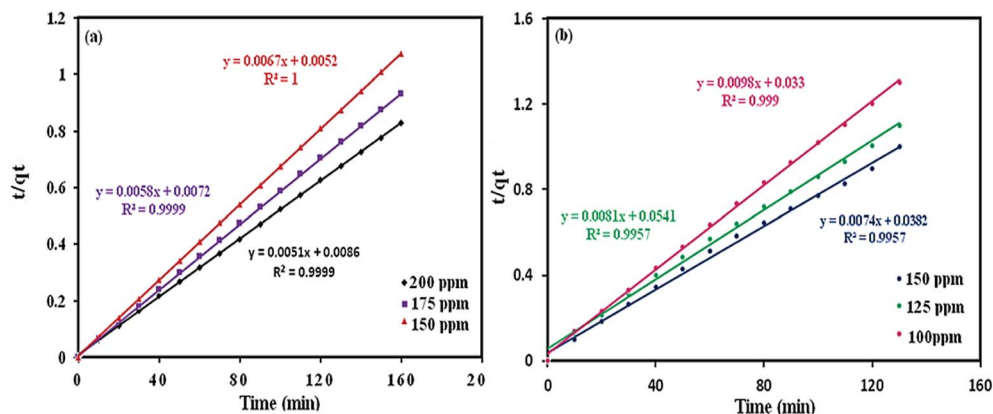 (a)
1.2
1
0.8
0.6
0.4
0.2
0
t/qt
y = 0.0067x + 0.0052
R² = 1
y = 0.0058x + 0.0072
R² = 0.9999
y = 0.0051x + 0.0086
R² = 0.9999
200 ppm
175 ppm
150 ppm
0 40 80 120 160 20
Time (min)
(b)
1.6
1.2
0.8
0.4
0
t/qt
y = 0.0098x + 0.033
R² = 0.999
y = 0.0081x + 0.0541
R² = 0.9957
y = 0.0074x + 0.0382
R² = 0.9957
150 ppm
125 ppm
100ppm
0 40 80 120 160
Time (min)